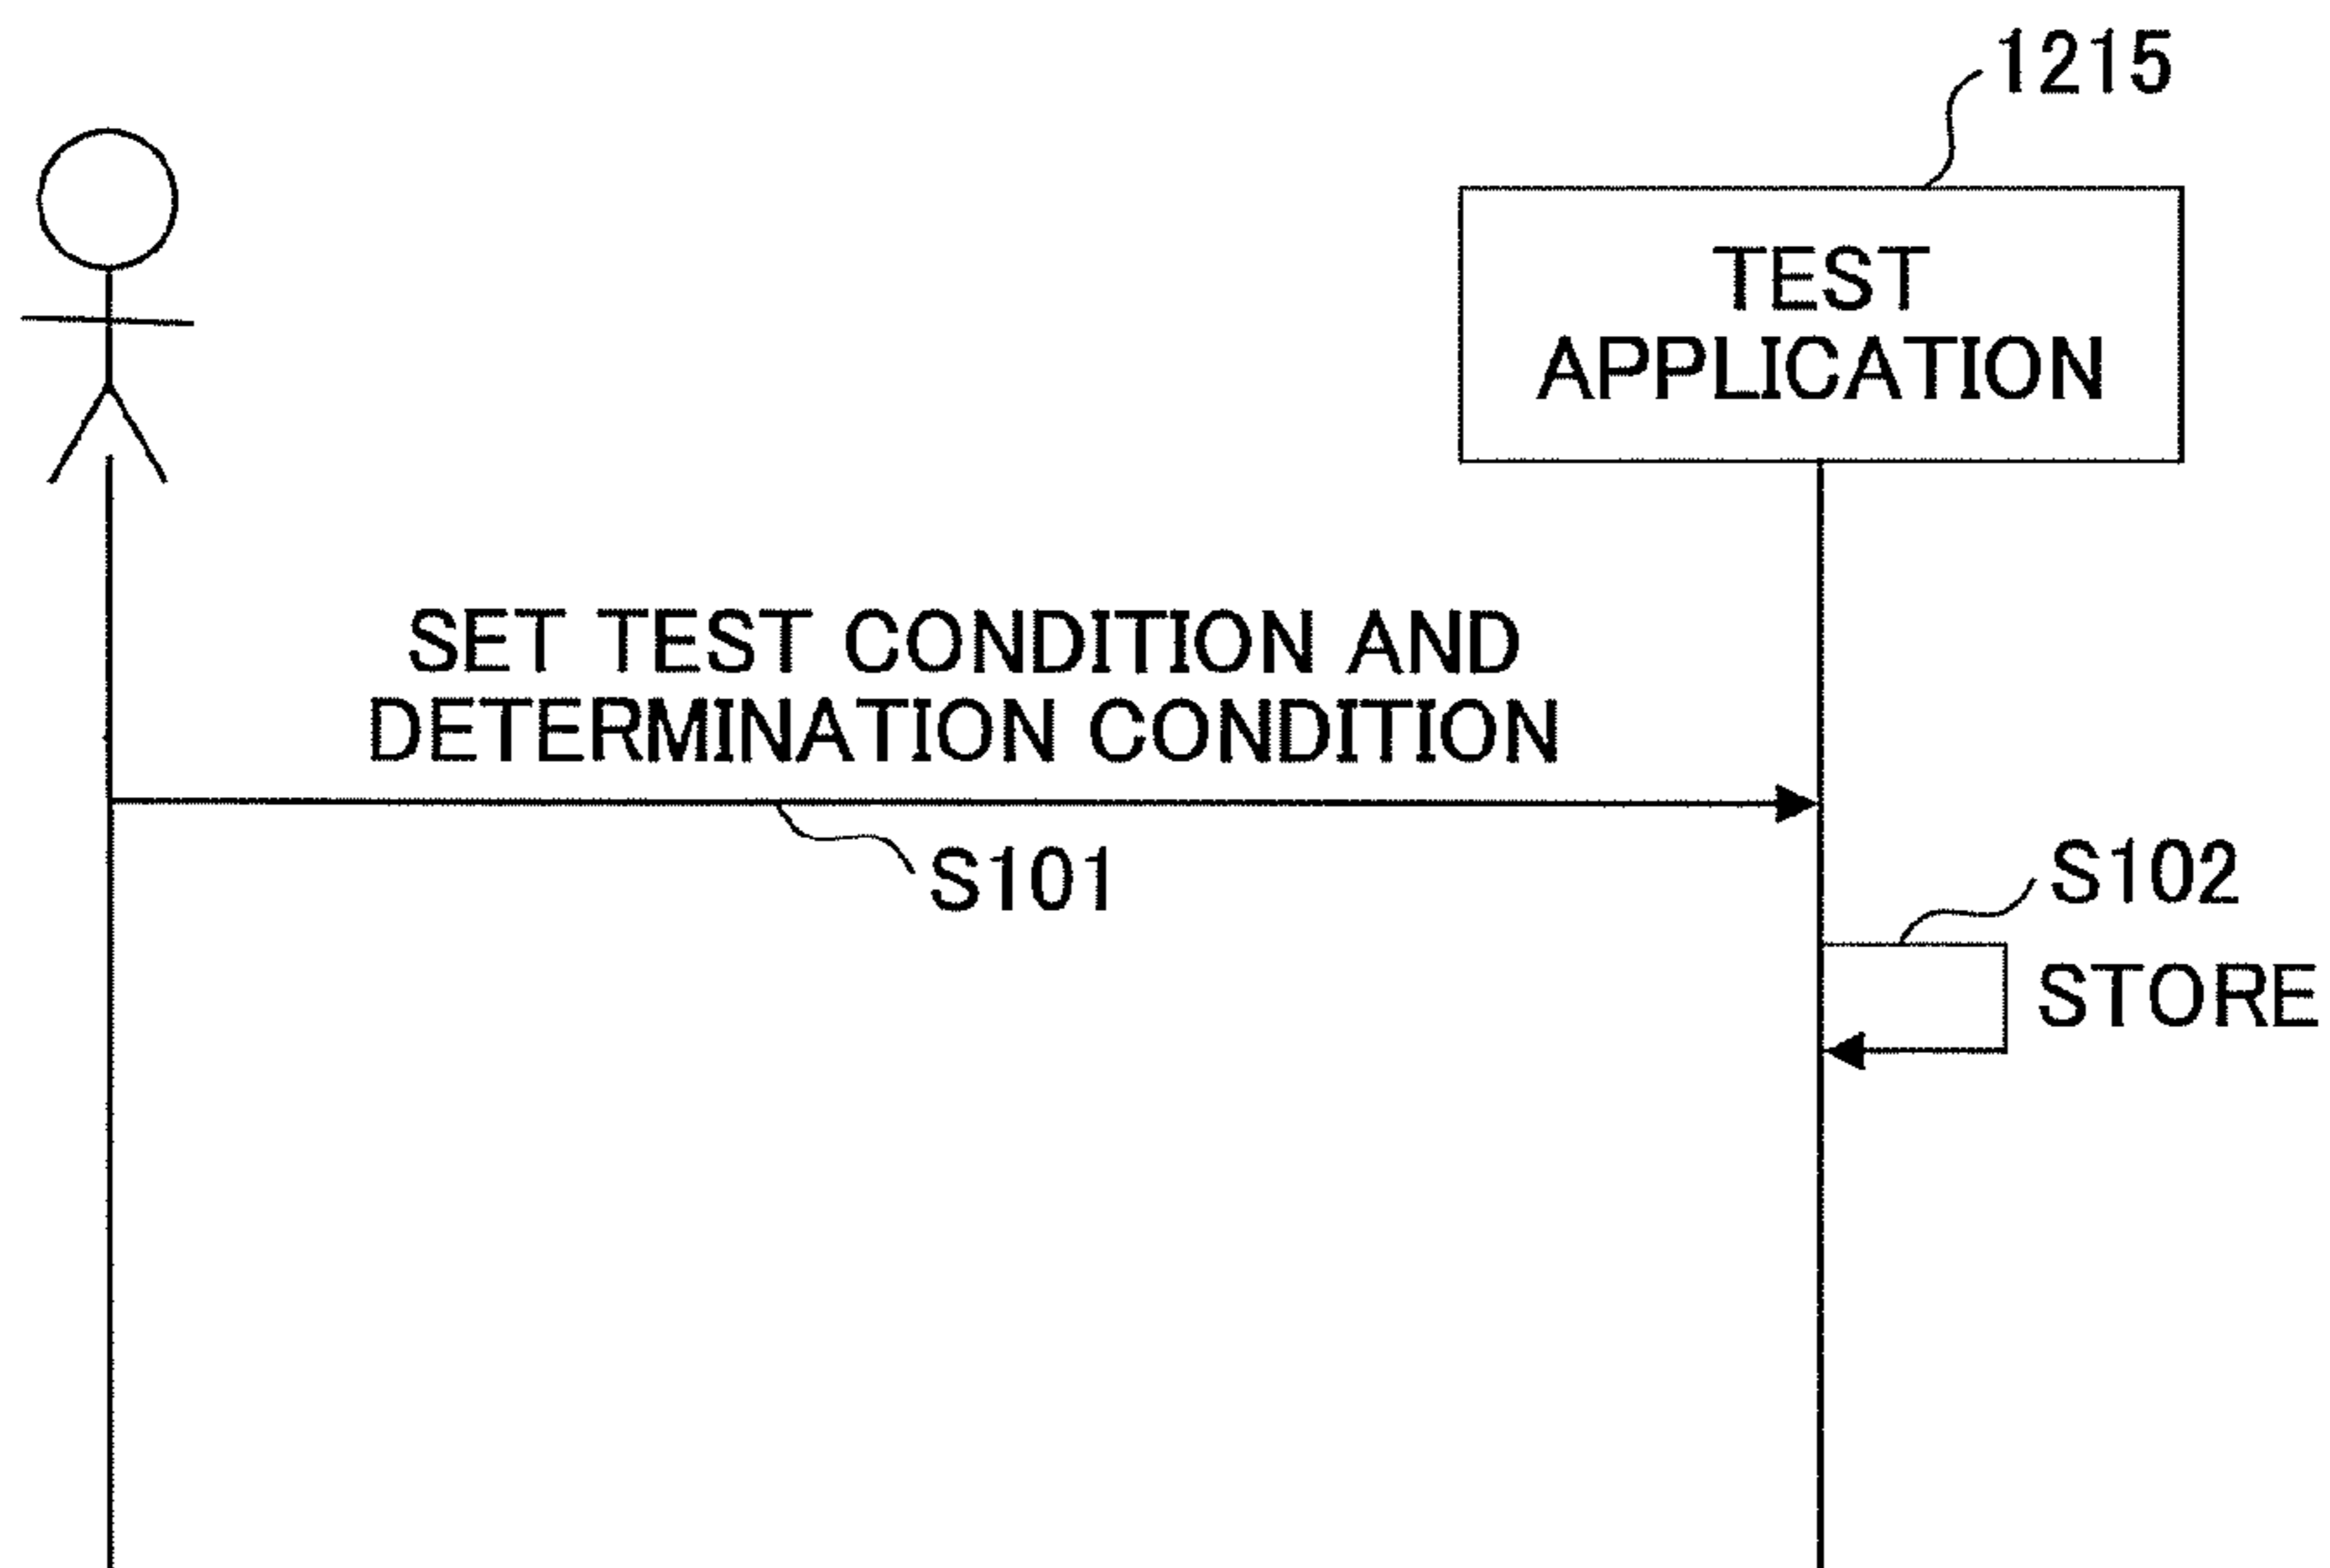 1215
TEST
APPLICATION
SET TEST CONDITION AND
DETERMINATION CONDITION
S101
S102
STORE